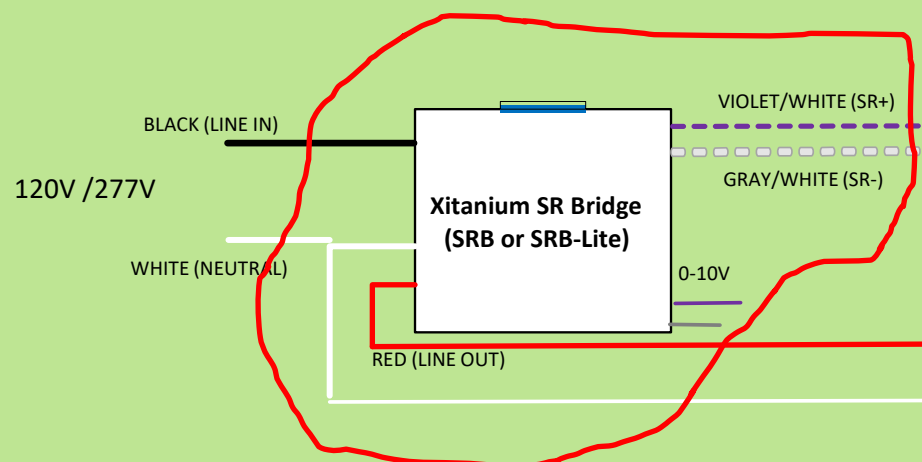 VIOLET/WHITE (SR+)
BLACK (LINE IN)
120V /277V
GRAY/WHITE (SR-)
Xitanium SR Bridge
(SRB or SRB-Lite)
WHITE (NEUTRAL)
0-10V
RED (LINE OUT)